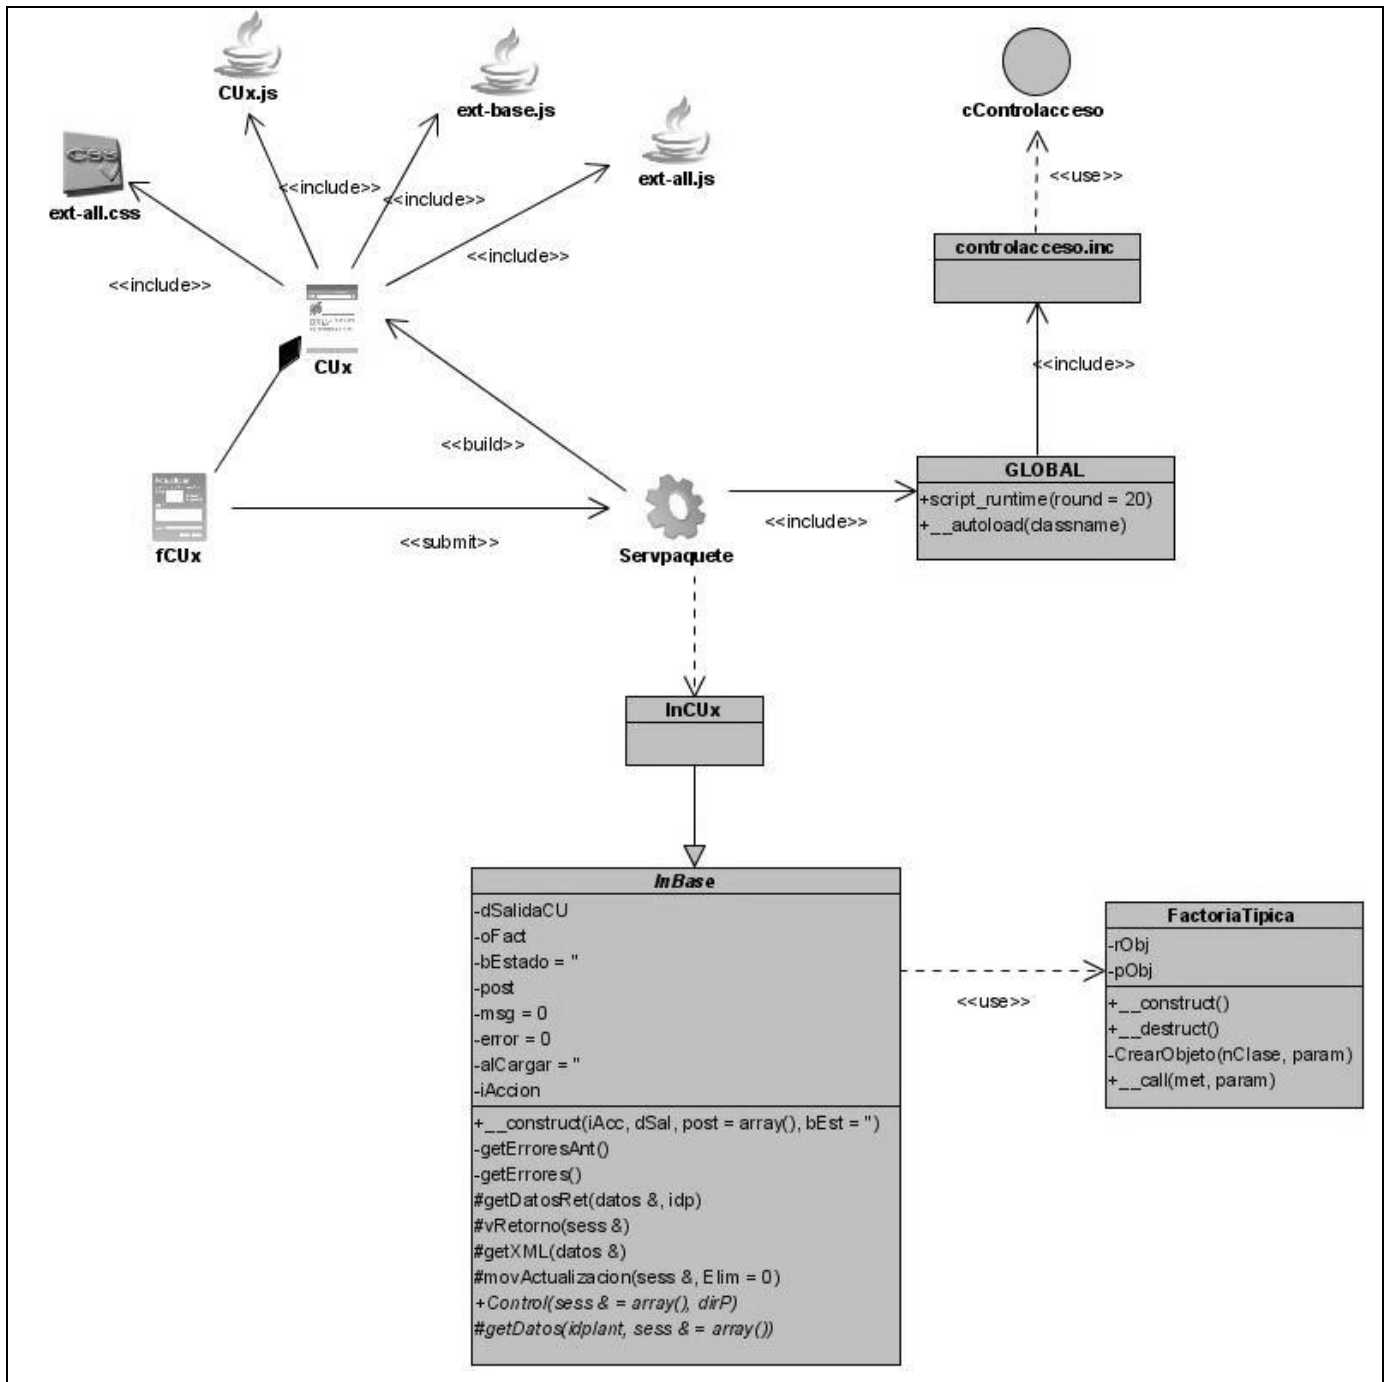 CUx.js
ext-base.js
cControlacceso
CSS
ext-all.js
ext-all.css
<<include>>
<<include>>
<<use>>
<<include>>
<<include>>
controlacceso.inc
CUx
<<include>>
<<build>>
GLOBAL
+script_runtime(round = 20)
+__autoload(classname)
<<include>>
<<submit>>
fCUx
Servpaquete
InCUx
InBase
-dSalidaCU
-oFact
-bEstado = ''
-post
-msg = 0
-error = 0
-alCargar = ''
-iAccion
+__construct(iAcc, dSal, post = array(), bEst = '')
-getErroresAnt()
-getErrores()
#getDatosRet(datos &, idp)
#vRetorno(sess &)
#getXML(datos &)
#movActualizacion(sess &, Elim = 0)
+Control(sess & = array(), dirP)
#getDatos(idplant, sess & = array())
<<use>>
FactoriaTipica
-rObj
-pObj
+__construct()
+__destruct()
-CrearObjeto(nClase, param)
+__call(met, param)